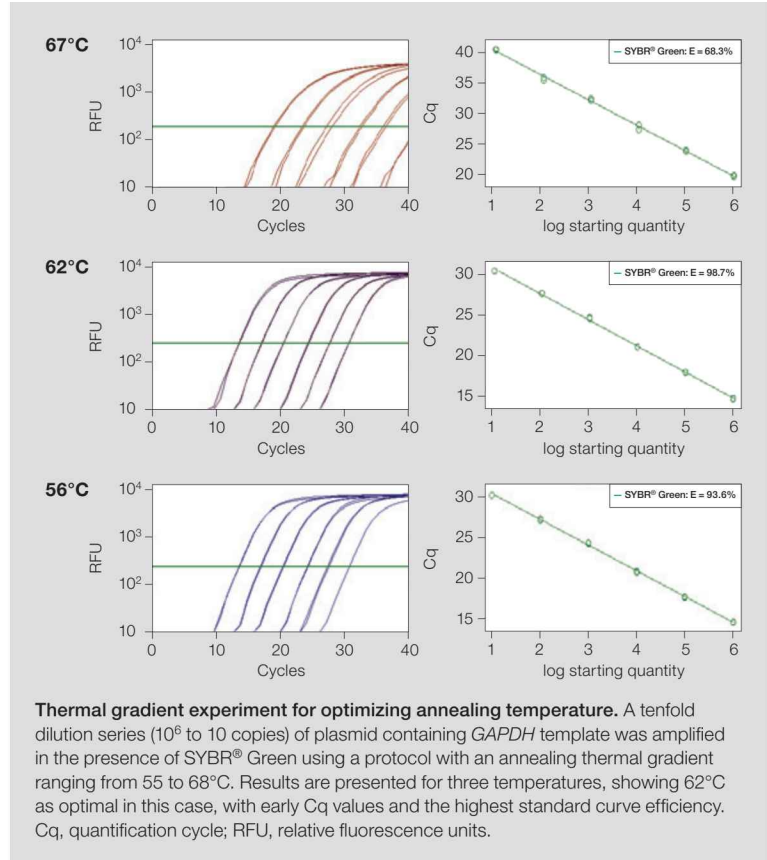 67°C
10⁴
10³
10²
10
RFU
0 10 20 30 40
Cycles
SYBR® Green: E = 68.3%
40
35
30
25
20
Cq
1 2 3 4 5 6
log starting quantity
62°C
10⁴
10³
10²
10
RFU
0 10 20 30 40
Cycles
SYBR® Green: E = 98.7%
30
25
20
15
Cq
1 2 3 4 5 6
log starting quantity
56°C
10⁴
10³
10²
10
RFU
0 10 20 30 40
Cycles
SYBR® Green: E = 93.6%
30
25
20
15
Cq
1 2 3 4 5 6
log starting quantity
Thermal gradient experiment for optimizing annealing temperature. A tenfold
dilution series (10⁶ to 10 copies) of plasmid containing GAPDH template was amplified
in the presence of SYBR® Green using a protocol with an annealing thermal gradient
ranging from 55 to 68°C. Results are presented for three temperatures, showing 62°C
as optimal in this case, with early Cq values and the highest standard curve efficiency.
Cq, quantification cycle; RFU, relative fluorescence units.